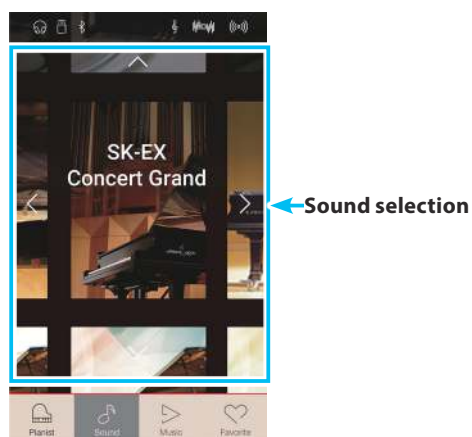 SK-EX
Concert Grand
Sound selection
Pianist
Sound
Music
Favorite